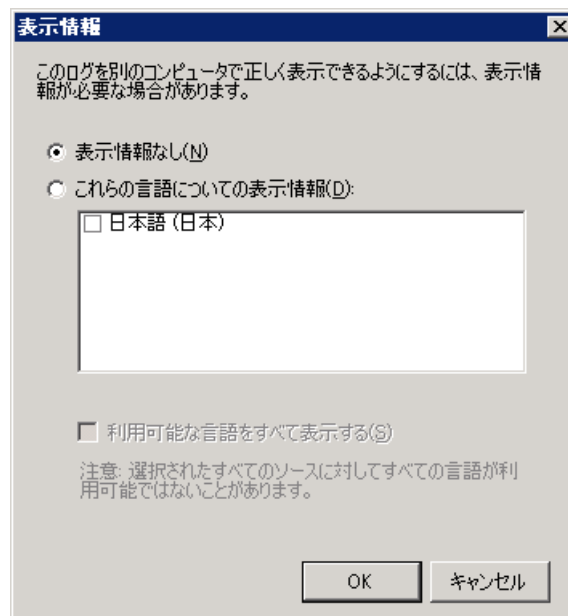 表示情報
このログを別のコンピュータで正しく表示できるようにするには、表示情
報が必要な場合があります。
表示情報なし(N)
これらの言語についての表示情報(D):
日本語 (日本)
利用可能な言語をすべて表示する(S)
注意: 選択されたすべてのソースに対してすべての言語が利
用可能ではないことがあります。
OK
キャンセル